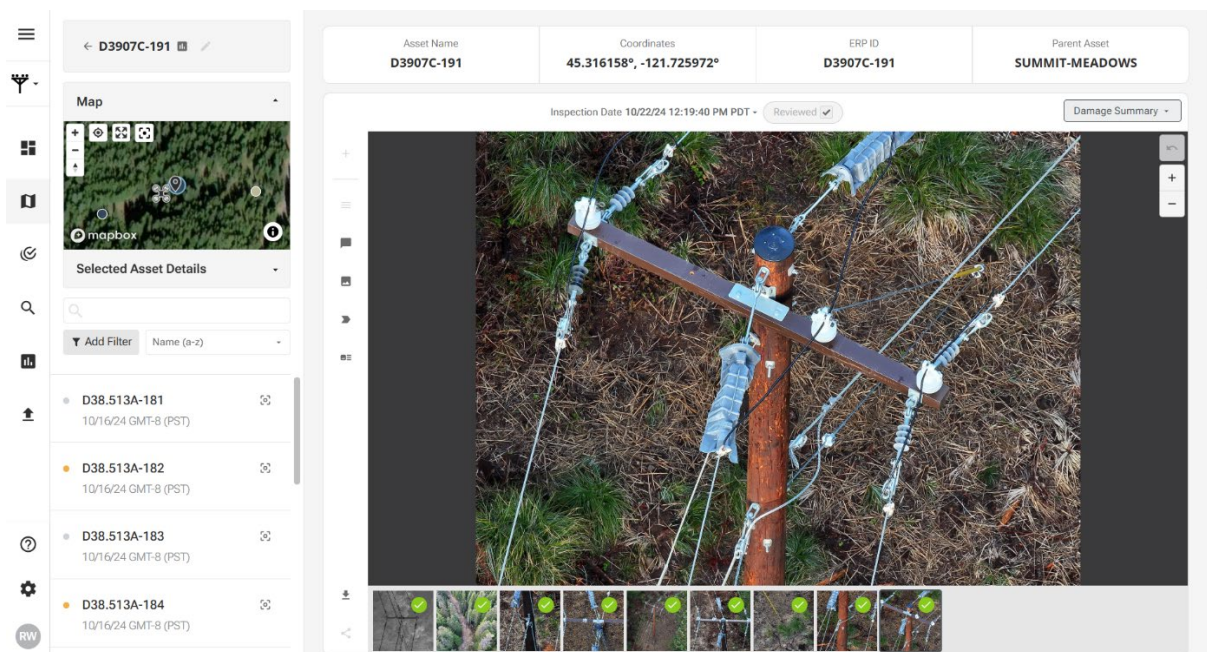 D3907C-191
Map
mapbox
Selected Asset Details
Add Filter
Name (a-z)
D38.513A-181
10/16/24 GMT-8 (PST)
D38.513A-182
10/16/24 GMT-8 (PST)
D38.513A-183
10/16/24 GMT-8 (PST)
D38.513A-184
10/16/24 GMT-8 (PST)
RW
Asset Name
D3907C-191
Coordinates
45.316158°, -121.725972°
ERP ID
D3907C-191
Parent Asset
SUMMIT-MEADOWS
Inspection Date 10/22/24 12:19:40 PM PDT
Reviewed
Damage Summary